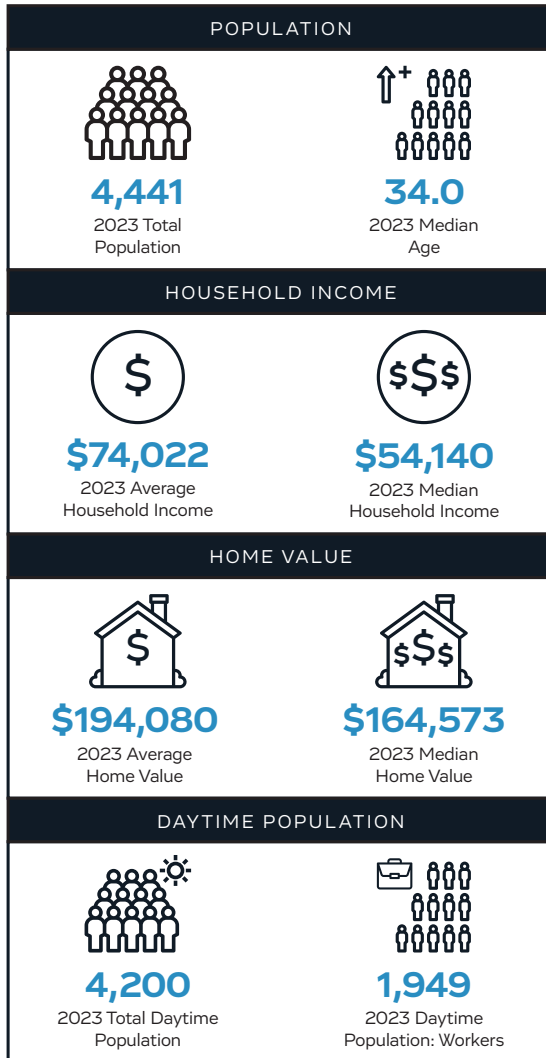 POPULATION
4,441
2023 Total
Population
34.0
2023 Median
Age
HOUSEHOLD INCOME
$
$74,022
2023 Average
Household Income
$$$
$54,140
2023 Median
Household Income
HOME VALUE
$
$194,080
2023 Average
Home Value
$$$
$164,573
2023 Median
Home Value
DAYTIME POPULATION
4,200
2023 Total Daytime
Population
1,949
2023 Daytime
Population: Workers